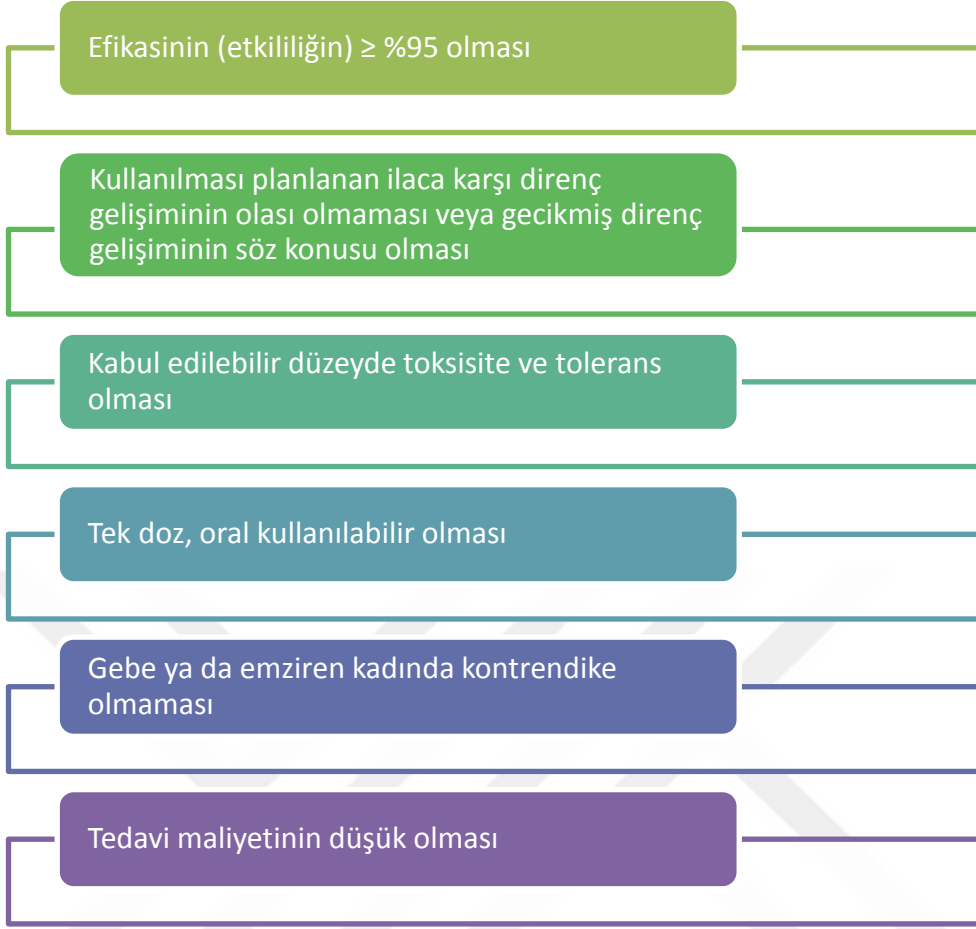 Efikasinin (etkililiğin) ≥ %95 olması
Kullanılması planlanan ilaca karşı direnç
gelişiminin olası olmaması veya gecikmiş direnç
gelişiminin söz konusu olması
Kabul edilebilir düzeyde toksisite ve tolerans
olması
Tek doz, oral kullanılabilir olması
Gebe ya da emziren kadında kontrendike
olmaması
Tedavi maliyetinin düşük olması